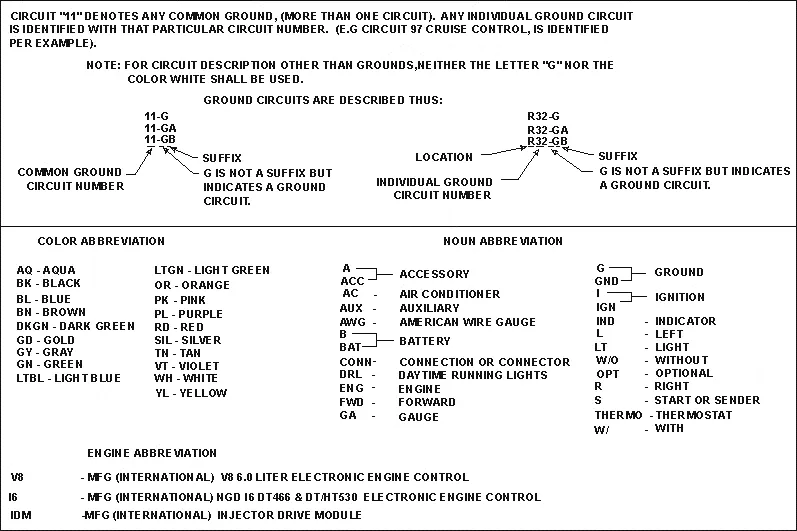 CIRCUIT "11" DENOTES ANY COMMON GROUND, (MORE THAN ONE CIRCUIT). ANY INDIVIDUAL GROUND CIRCUIT
IS IDENTIFIED WITH THAT PARTICULAR CIRCUIT NUMBER. (E.G CIRCUIT 97 CRUISE CONTROL, IS IDENTIFIED
PER EXAMPLE).
NOTE: FOR CIRCUIT DESCRIPTION OTHER THAN GROUNDS,NEITHER THE LETTER "G" NOR THE
COLOR WHITE SHALL BE USED.
GROUND CIRCUITS ARE DESCRIBED THUS:
11-G
11-GA
11-GB
SUFFIX
COMMON GROUND
CIRCUIT NUMBER
G IS NOT A SUFFIX BUT
INDICATES A GROUND
CIRCUIT.
R32-G
R32-GA
R32-GB
LOCATION
SUFFIX
INDIVIDUAL GROUND
CIRCUIT NUMBER
G IS NOT A SUFFIX BUT INDICATES
A GROUND CIRCUIT.
COLOR ABBREVIATION
AQ - AQUA
BK - BLACK
BL - BLUE
BN - BROWN
DKGN - DARK GREEN
GD - GOLD
GY - GRAY
GN - GREEN
LTBL - LIGHT BLUE
LTGN - LIGHT GREEN
OR - ORANGE
PK - PINK
PL - PURPLE
RD - RED
SIL - SILVER
TN - TAN
VT - VIOLET
WH - WHITE
YL - YELLOW
NOUN ABBREVIATION
A
ACC
ACCESSORY
AC - AIR CONDITIONER
AUX - AUXILIARY
AWG - AMERICAN WIRE GAUGE
B
BAT
BATTERY
CONN- CONNECTION OR CONNECTOR
DRL - DAYTIME RUNNING LIGHTS
ENG - ENGINE
FWD - FORWARD
GA - GAUGE
G
GND
GROUND
I
IGN
IGNITION
IND - INDICATOR
L - LEFT
LT - LIGHT
W/O - WITHOUT
OPT - OPTIONAL
R - RIGHT
S - START OR SENDER
THERMO - THERMOSTAT
W/ - WITH
ENGINE ABBREVIATION
V8 - MFG (INTERNATIONAL) V8 6.0 LITER ELECTRONIC ENGINE CONTROL
I6 - MFG (INTERNATIONAL) NGD I6 DT466 & DT/HT530 ELECTRONIC ENGINE CONTROL
IDM -MFG (INTERNATIONAL) INJECTOR DRIVE MODULE